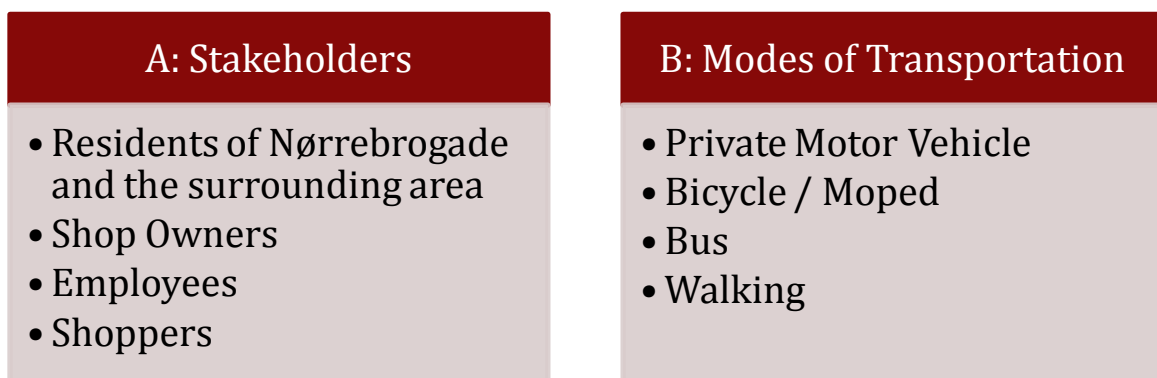 A: Stakeholders
• Residents of Nørrebrogade
and the surrounding area
• Shop Owners
• Employees
• Shoppers
B: Modes of Transportation
• Private Motor Vehicle
• Bicycle / Moped
• Bus
• Walking